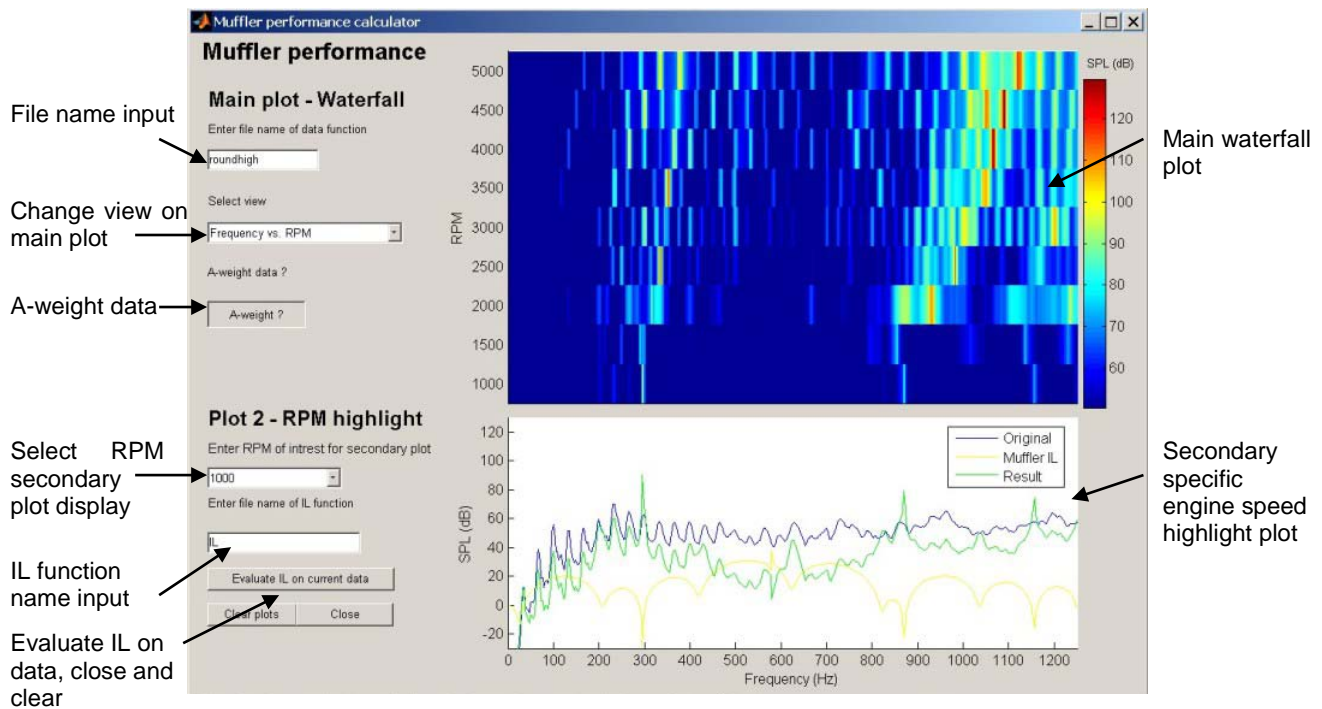 Muffler performance calculator
Muffler performance
Main plot - Waterfall
Enter file name of data function
roundhigh
Select view
Frequency vs. RPM
A-weight data ?
A-weight ?
Plot 2 - RPM highlight
Enter RPM of intrest for secondary plot
1000
Enter file name of IL function
IL
Evaluate IL on current data
Clear plots
Close
File name input
Change view on
main plot
A-weight data
Select RPM
secondary
plot display
IL function
name input
Evaluate IL on
data, close and
clear
RPM
5000
4500
4000
3500
3000
2500
2000
1500
1000
SPL (dB)
120
110
100
90
80
70
60
Main waterfall
plot
SPL (dB)
120
100
80
60
40
20
0
-20
Original
Muffler IL
Result
0 100 200 300 400 500 600 700 800 900 1000 1100 1200
Frequency (Hz)
Secondary
specific
engine speed
highlight plot